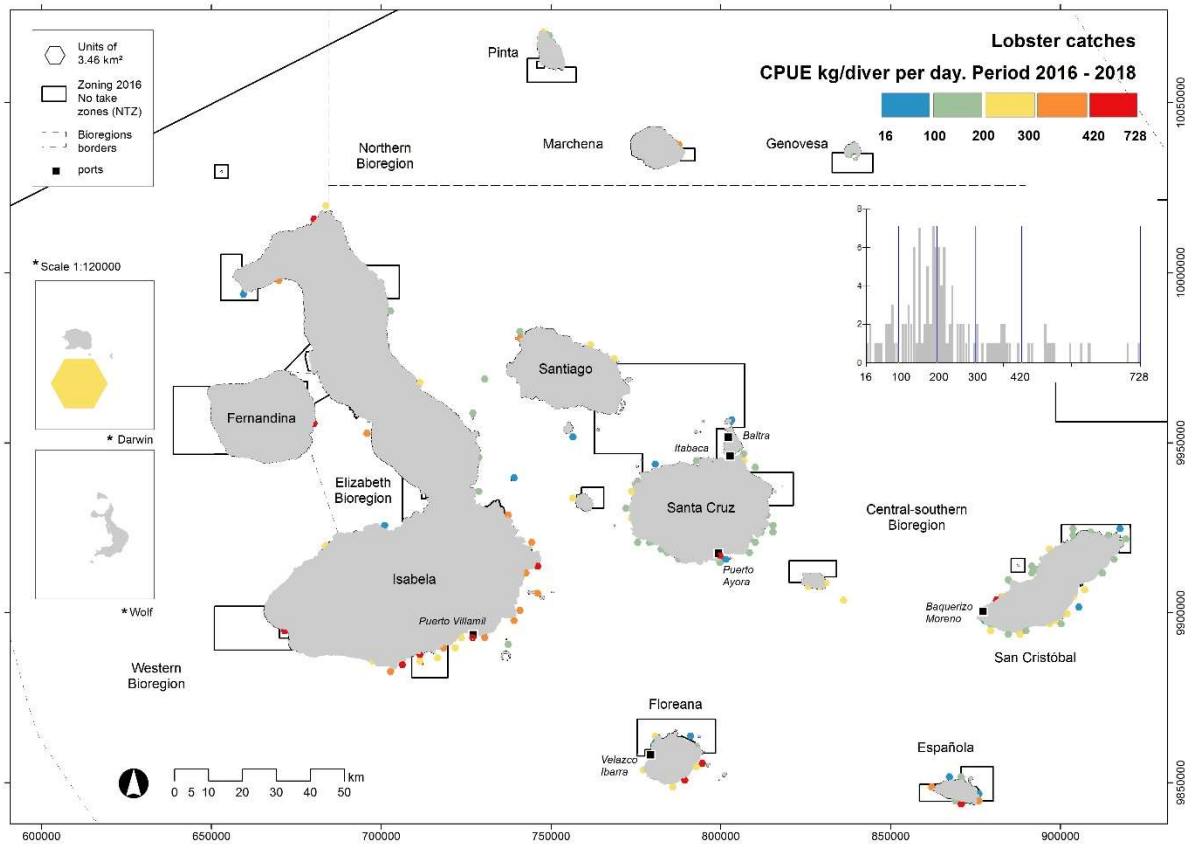 Units of
3.46 km²
Zoning 2016
No take
zones (NTZ)
Bioregions
borders
ports
Lobster catches
CPUE kg/diver per day. Period 2016 - 2018
16 100 200 300 420 728
Pinta
Marchena
Genovesa
Northern
Bioregion
10050000
* Scale 1:120000
8
6
4
2
0
16 100 200 300 420 728
10000000
Santiago
Fernandina
* Darwin
Baltra
Itabaca
9950000
Elizabeth
Bioregion
Santa Cruz
Central-southern
Bioregion
Isabela
Puerto
Ayora
* Wolf
Puerto Villamil
Baquerizo
Moreno
9900000
San Cristóbal
Western
Bioregion
Floreana
Velazco
Ibarra
Española
km
0 5 10 20 30 40 50
9850000
600000 650000 700000 750000 800000 850000 900000